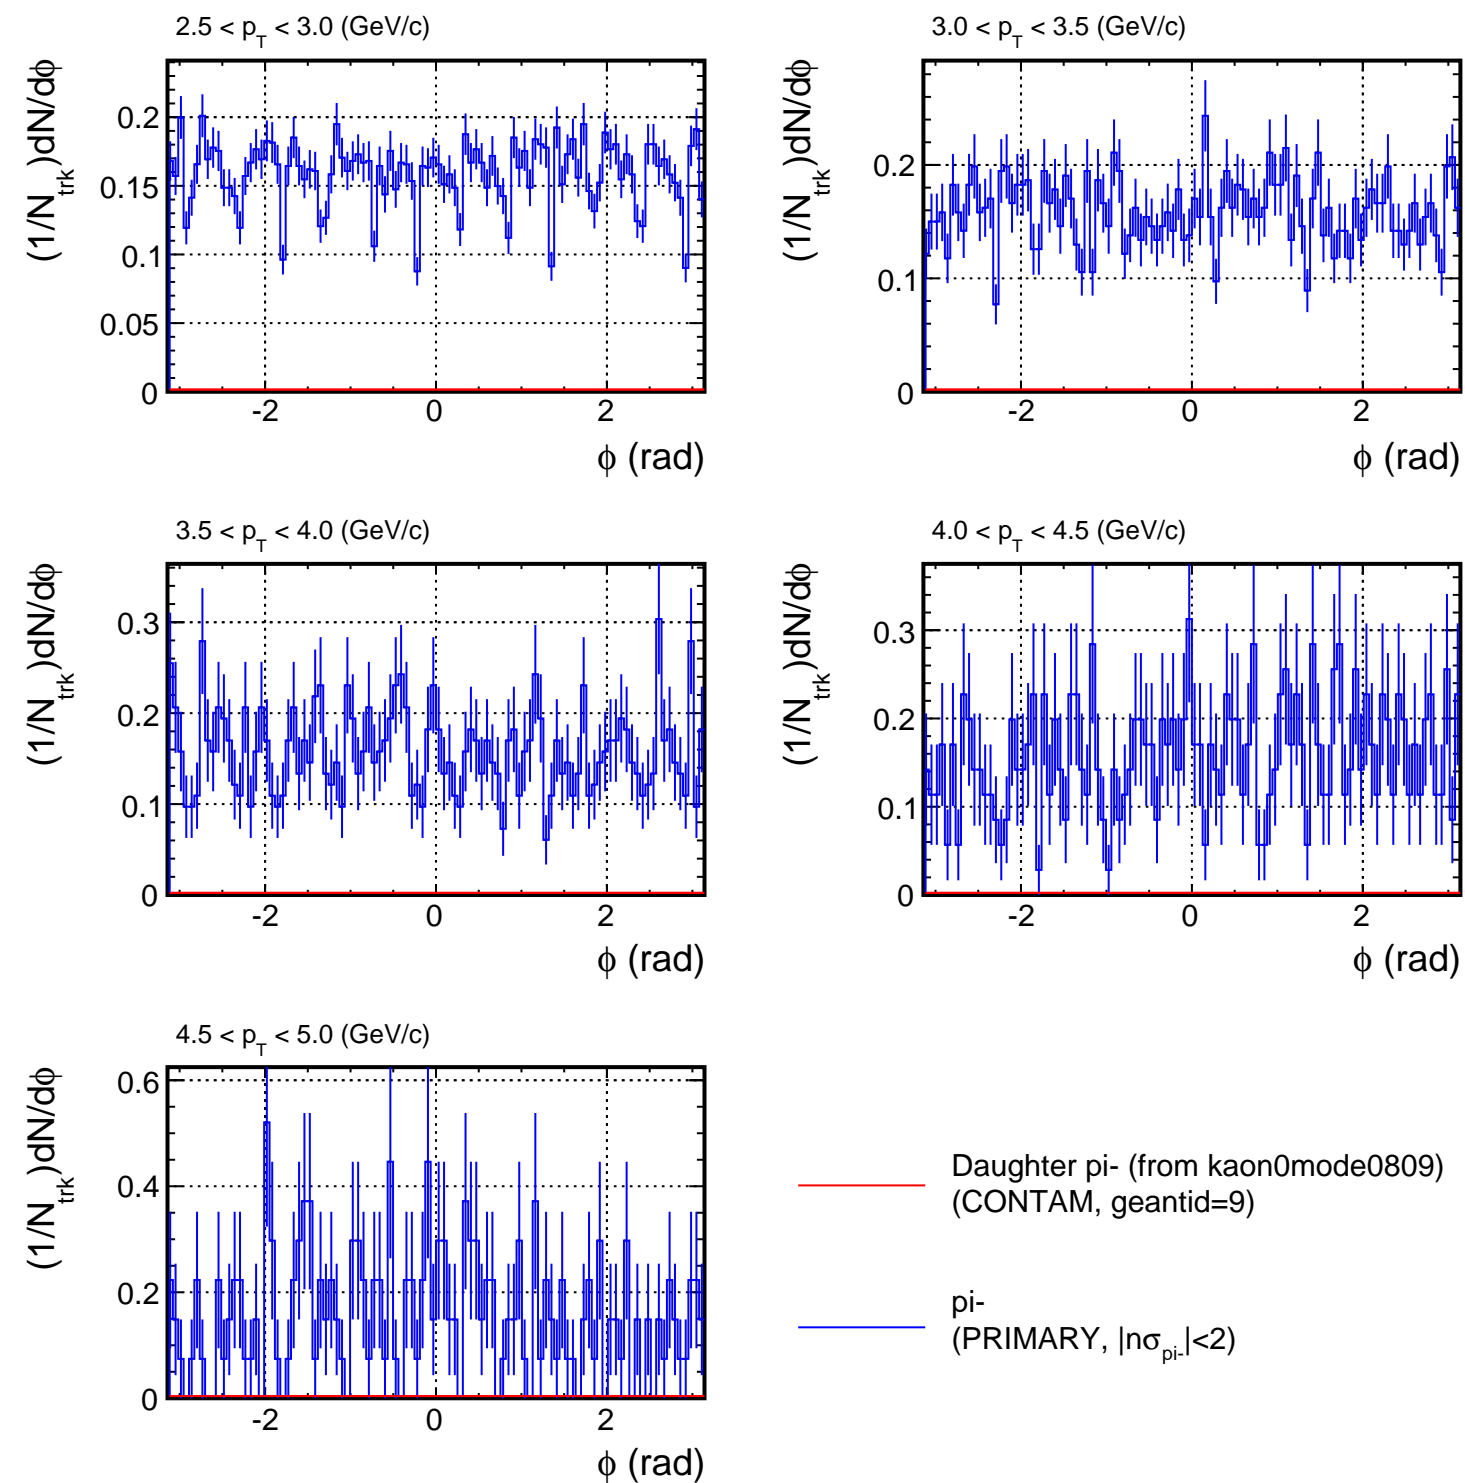 2.5 < p_T < 3.0 (GeV/c)
(1/N_trk)dN/dϕ
0.2
0.15
0.1
0.05
0
-2
0
2
ϕ (rad)
3.0 < p_T < 3.5 (GeV/c)
(1/N_trk)dN/dϕ
0.2
0.1
0
-2
0
2
ϕ (rad)
3.5 < p_T < 4.0 (GeV/c)
(1/N_trk)dN/dϕ
0.3
0.2
0.1
0
-2
0
2
ϕ (rad)
4.0 < p_T < 4.5 (GeV/c)
(1/N_trk)dN/dϕ
0.3
0.2
0.1
0
-2
0
2
ϕ (rad)
4.5 < p_T < 5.0 (GeV/c)
(1/N_trk)dN/dϕ
0.6
0.4
0.2
0
-2
0
2
ϕ (rad)
Daughter pi- (from kaon0mode0809)
(CONTAM, geantid=9)
pi-
(PRIMARY, |nσ_pi-|<2)